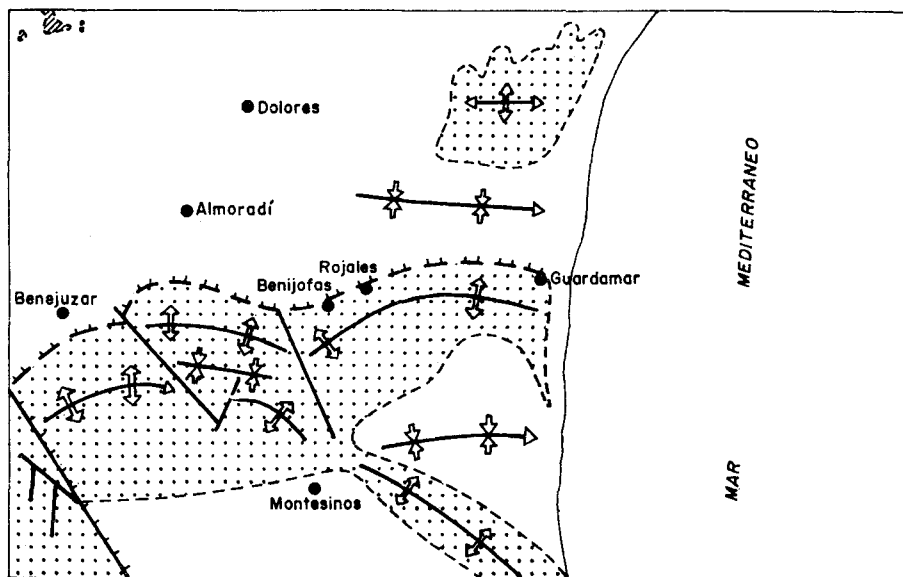 Dolores
Almoradí
MEDITERRANEO
Rojales
Guardamar
Benijofas
Benejuzar
Montesinos
MAR